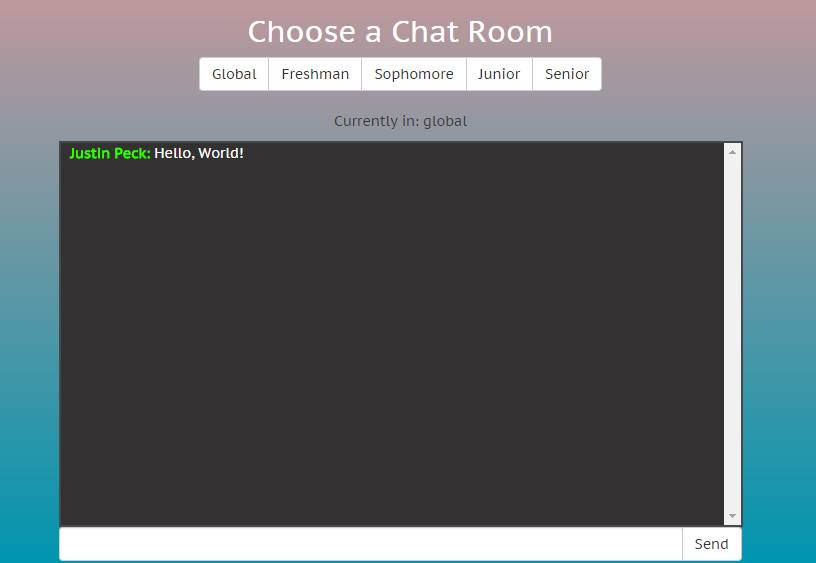 Choose a Chat Room
Global Freshman Sophomore Junior Senior
Currently in: global
Justin Peck: Hello, World!
Send